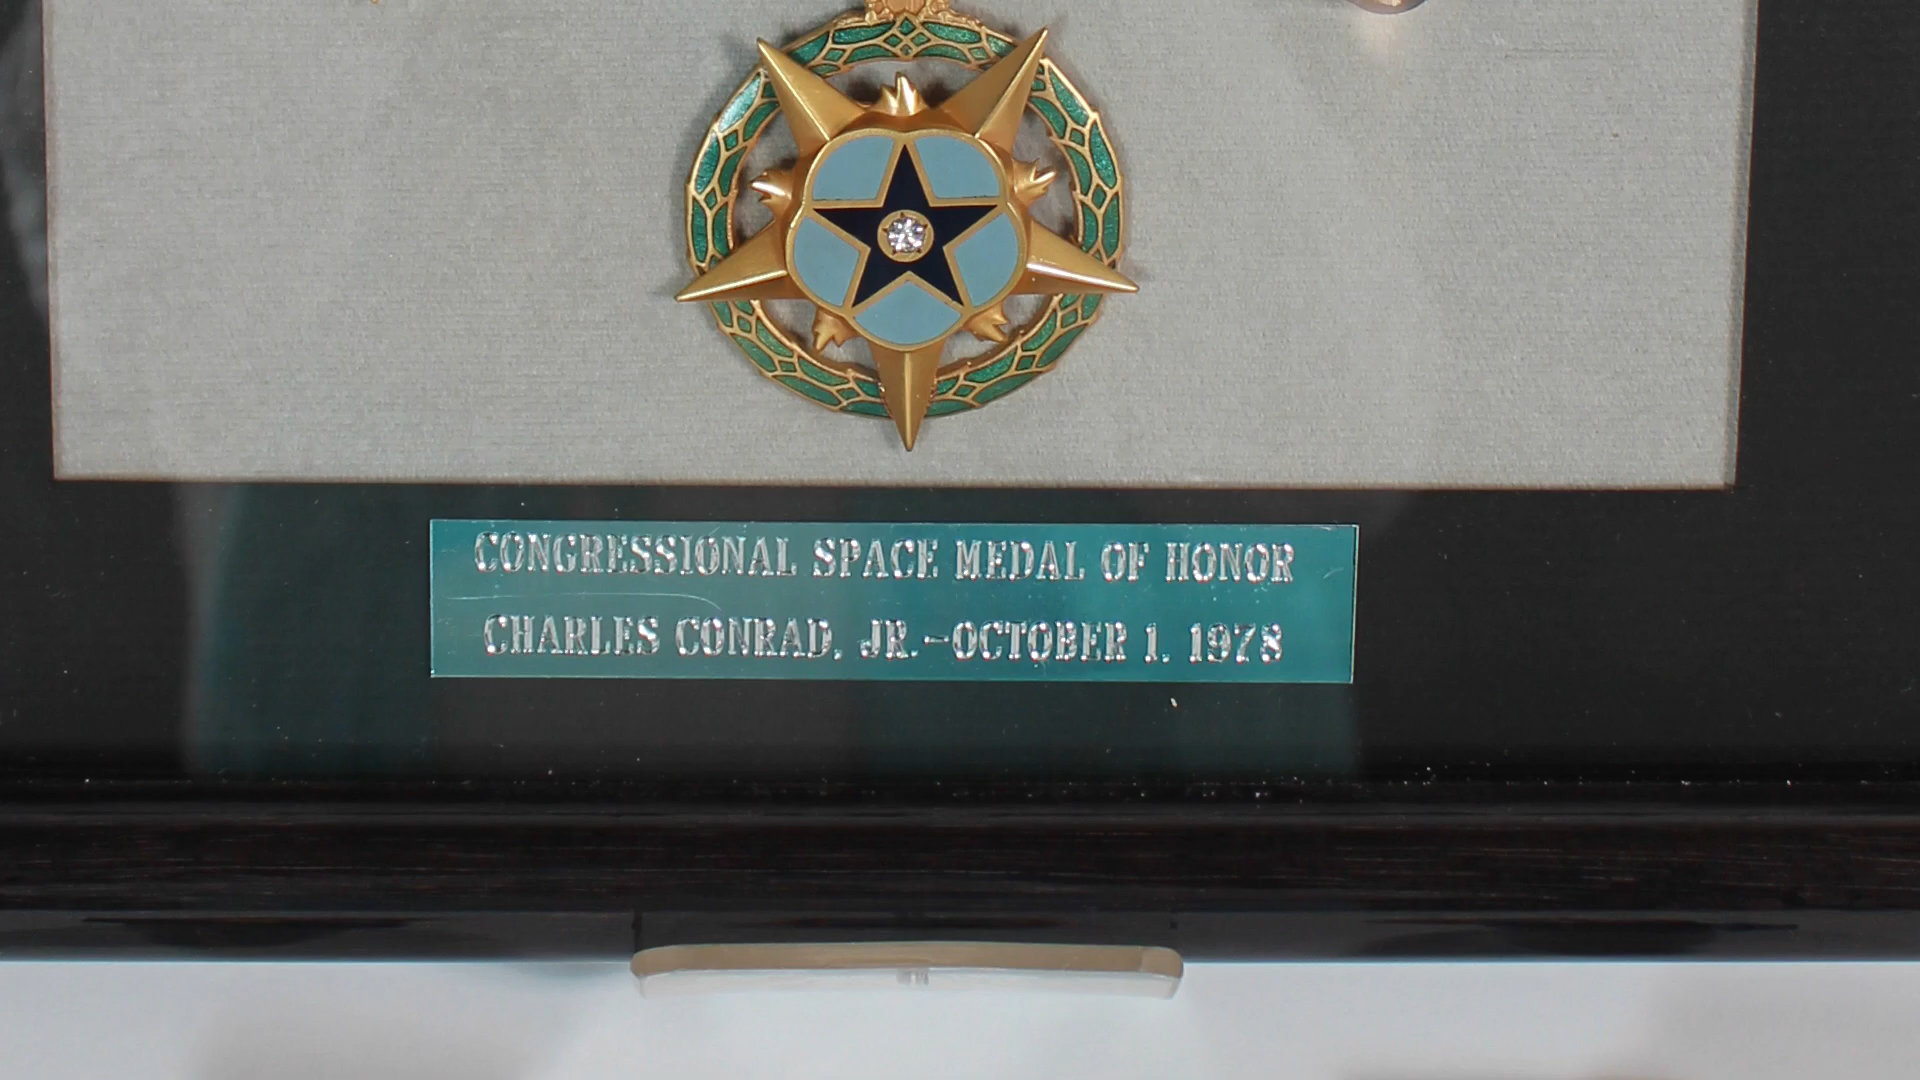 CONGRESSIONAL SPACE MEDAL OF HONOR
CHARLES CONRAD, JR.-OCTOBER 1, 1978